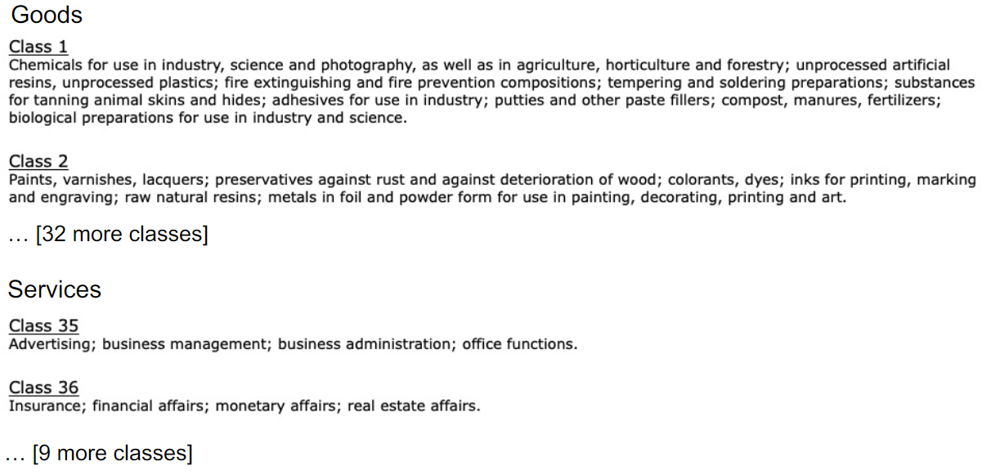 Goods
Class 1
Chemicals for use in industry, science and photography, as well as in agriculture, horticulture and forestry; unprocessed artificial
resins, unprocessed plastics; fire extinguishing and fire prevention compositions; tempering and soldering preparations; substances
for tanning animal skins and hides; adhesives for use in industry; putties and other paste fillers; compost, manures, fertilizers;
biological preparations for use in industry and science.
Class 2
Paints, varnishes, lacquers; preservatives against rust and against deterioration of wood; colorants, dyes; inks for printing, marking
and engraving; raw natural resins; metals in foil and powder form for use in painting, decorating, printing and art.
… [32 more classes]
Services
Class 35
Advertising; business management; business administration; office functions.
Class 36
Insurance; financial affairs; monetary affairs; real estate affairs.
… [9 more classes]